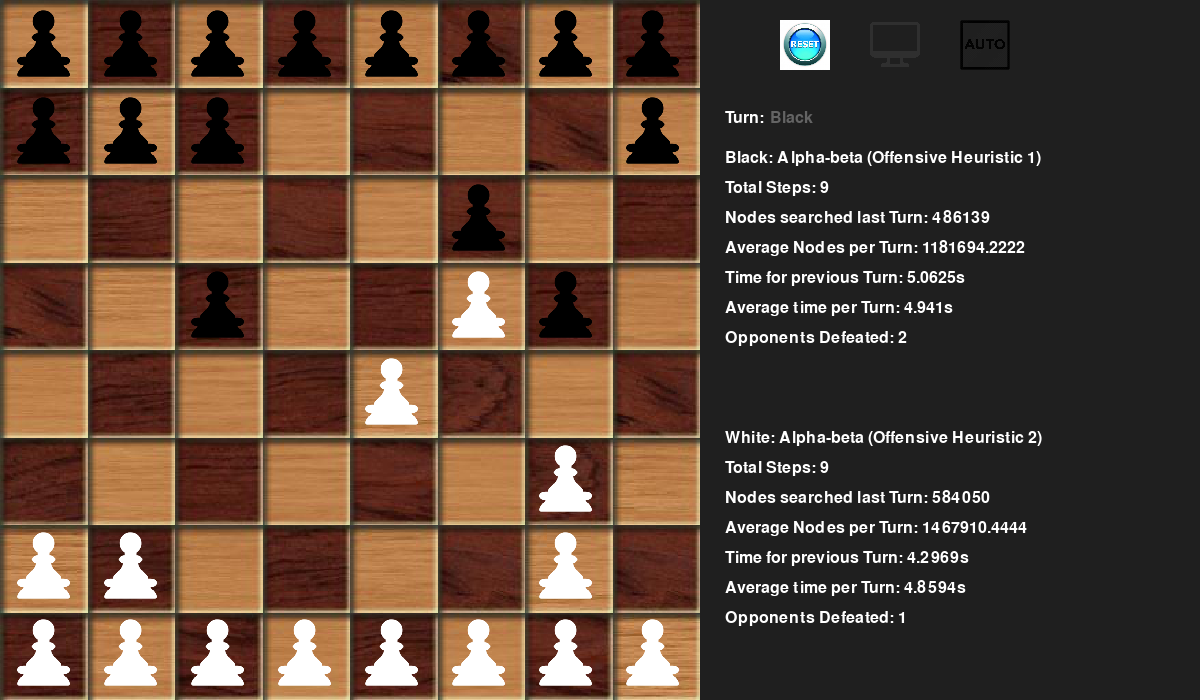 RESET
AUTO
Turn: Black
Black: Alpha-beta (Offensive Heuristic 1)
Total Steps: 9
Nodes searched last Turn: 486139
Average Nodes per Turn: 1181694.2222
Time for previous Turn: 5.0625s
Average time per Turn: 4.941s
Opponents Defeated: 2
White: Alpha-beta (Offensive Heuristic 2)
Total Steps: 9
Nodes searched last Turn: 584050
Average Nodes per Turn: 1467910.4444
Time for previous Turn: 4.2969s
Average time per Turn: 4.8594s
Opponents Defeated: 1